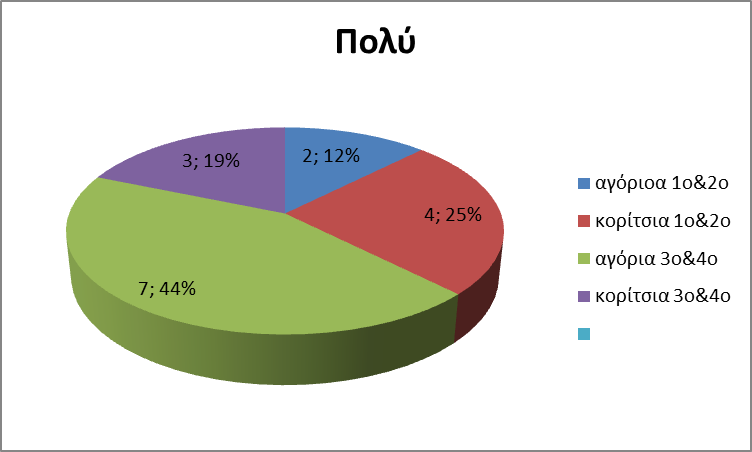 Πολύ
3; 19%
2; 12%
4; 25%
7; 44%
αγόριοα 1ο&2ο
κορίτσια 1ο&2ο
αγόρια 3ο&4ο
κορίτσια 3ο&4ο